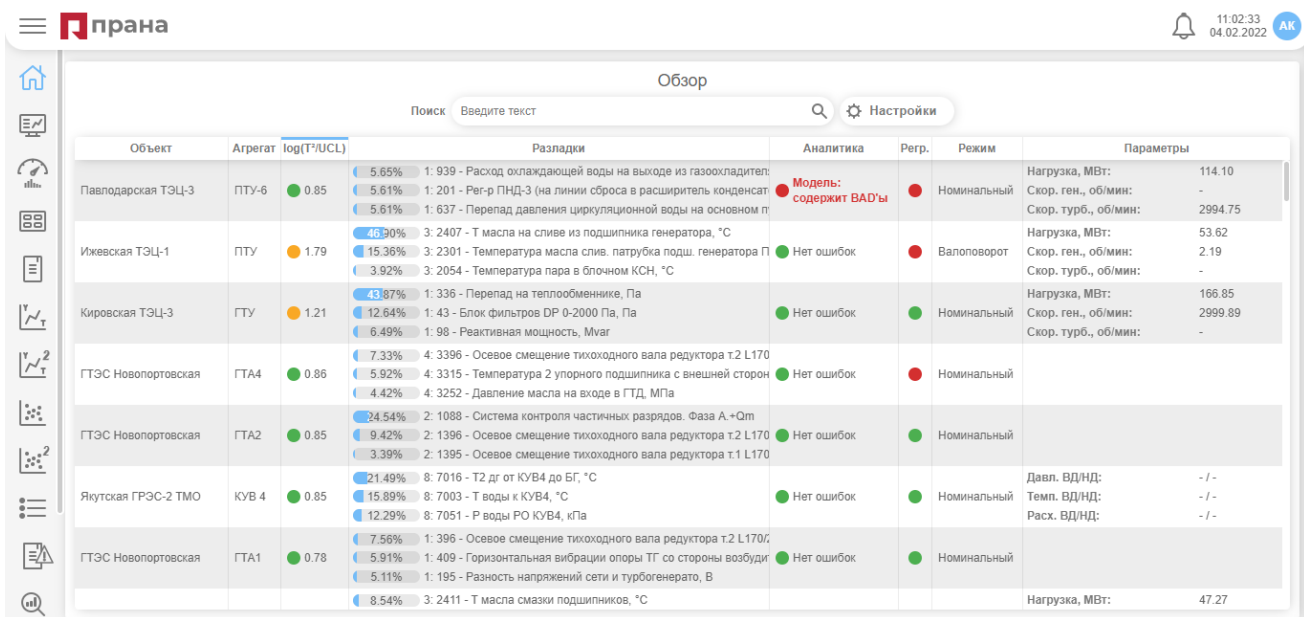 прана
11:02:33
04.02.2022
АК
Обзор
Поиск Введите текст Настройки
Объект Агрегат log(T²/UCL) Разладки Аналитика Регр. Режим Параметры
Павлодарская ТЭЦ-3 ПТУ-6 0.85
5.65% 1: 939 - Расход охлаждающей воды на выходе из газоохладител
5.61% 1: 201 - Рег-р ПНД-3 (на линии сброса в расширитель конденсат
5.61% 1: 637 - Перепад давления циркуляционной воды на основном п
Модель:
содержит BAD'ы
Номинальный
Нагрузка, МВт: 114.10
Скор. ген., об/мин: -
Скор. турб., об/мин: 2994.75
Ижевская ТЭЦ-1 ПТУ 1.79
46.90% 3: 2407 - Т масла на сливе из подшипника генератора, °C
15.36% 3: 2301 - Температура масла слив. патрубка подш. генератора П
3.92% 3: 2054 - Температура пара в блочном КСН, °C
Нет ошибок
Валоповорот
Нагрузка, МВт: 53.62
Скор. ген., об/мин: 2.19
Скор. турб., об/мин: -
Кировская ТЭЦ-3 ГТУ 1.21
43.87% 1: 336 - Перепад на теплообменнике, Па
12.64% 1: 43 - Блок фильтров DP 0-2000 Па, Па
6.49% 1: 98 - Реактивная мощность, Mvar
Нет ошибок
Номинальный
Нагрузка, МВт: 166.85
Скор. ген., об/мин: 2999.89
Скор. турб., об/мин: -
ГТЭС Новопортовская ГТА4 0.86
7.33% 4: 3396 - Осевое смещение тихоходного вала редуктора т.2 L170
5.92% 4: 3315 - Температура 2 упорного подшипника с внешней сторон
4.42% 4: 3252 - Давление масла на входе в ГТД, МПа
Нет ошибок
Номинальный
ГТЭС Новопортовская ГТА2 0.85
24.54% 2: 1088 - Система контроля частичных разрядов. Фаза А.+Qm
9.42% 2: 1396 - Осевое смещение тихоходного вала редуктора т.2 L170
3.39% 2: 1395 - Осевое смещение тихоходного вала редуктора т.1 L170
Нет ошибок
Номинальный
Якутская ГРЭС-2 ТМО КУВ 4 0.85
21.49% 8: 7016 - Т2 дг от КУВ4 до БГ, °C
15.89% 8: 7003 - Т воды к КУВ4, °C
12.29% 8: 7051 - Р воды РО КУВ4, кПа
Нет ошибок
Номинальный
Давл. ВД/НД: - / -
Темп. ВД/НД: - / -
Расх. ВД/НД: - / -
ГТЭС Новопортовская ГТА1 0.78
7.56% 1: 396 - Осевое смещение тихоходного вала редуктора т.2 L170/2
5.91% 1: 409 - Горизонтальная вибрации опоры ТГ со стороны возбудит
5.11% 1: 195 - Разность напряжений сети и турбогенерато, В
Нет ошибок
Номинальный
8.54% 3: 2411 - Т масла смазки подшипников, °C
Нагрузка, МВт: 47.27